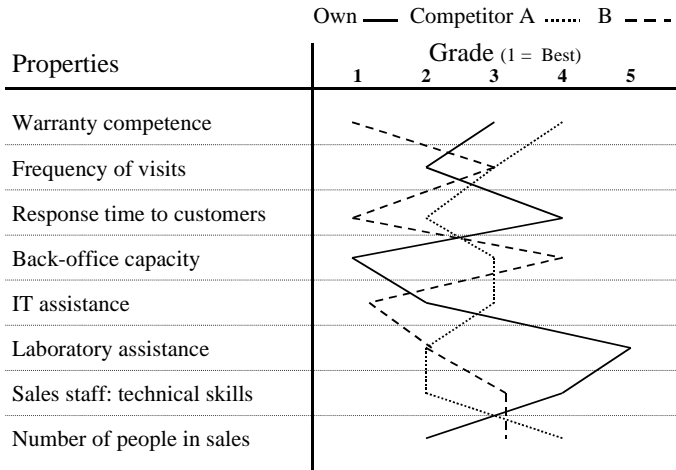 Own Competitor A B
Properties Grade (1 = Best)
1 2 3 4 5
Warranty competence
Frequency of visits
Response time to customers
Back-office capacity
IT assistance
Laboratory assistance
Sales staff: technical skills
Number of people in sales